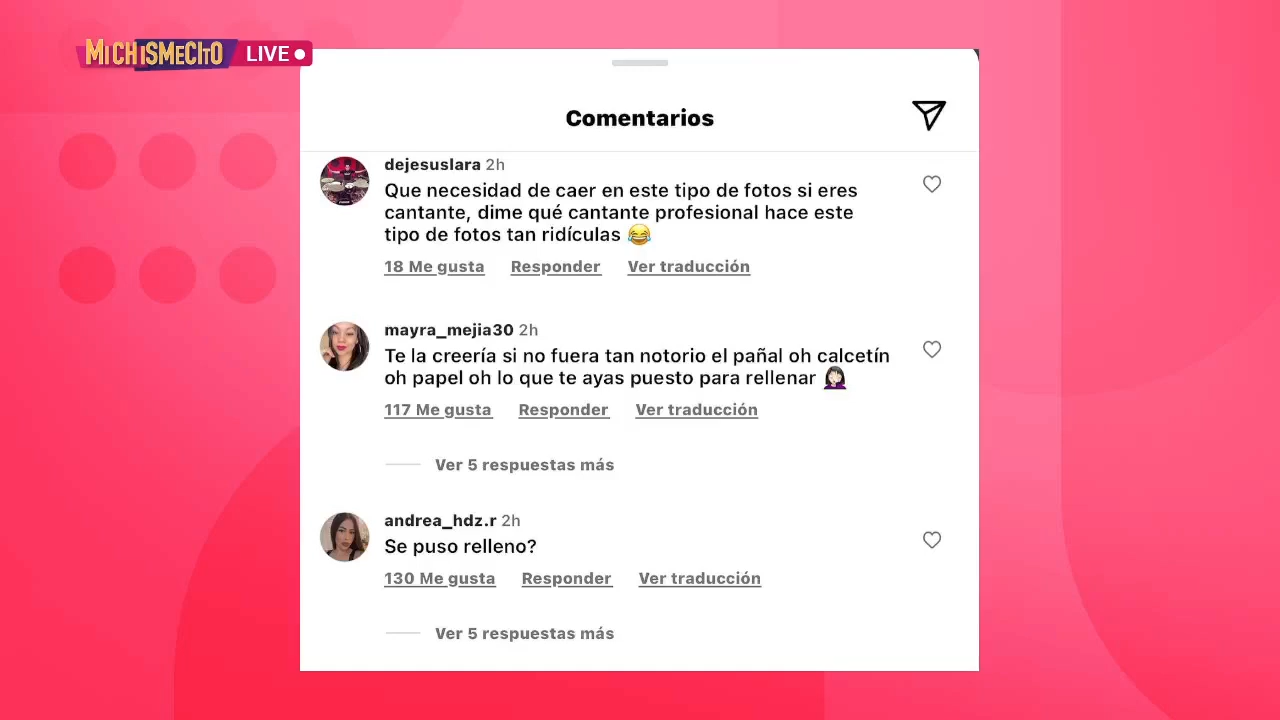 MICHISMECITO LIVE
Comentarios
dejesuslara 2h
Que necesidad de caer en este tipo de fotos si eres
cantante, dime qué cantante profesional hace este
tipo de fotos tan ridículas 😂
18 Me gusta Responder Ver traducción
mayra_mejia30 2h
Te la creería si no fuera tan notorio el pañal oh calcetín
oh papel oh lo que te ayas puesto para rellenar 🤦🏻‍♀️
117 Me gusta Responder Ver traducción
Ver 5 respuestas más
andrea_hdz.r 2h
Se puso relleno?
130 Me gusta Responder Ver traducción
Ver 5 respuestas más